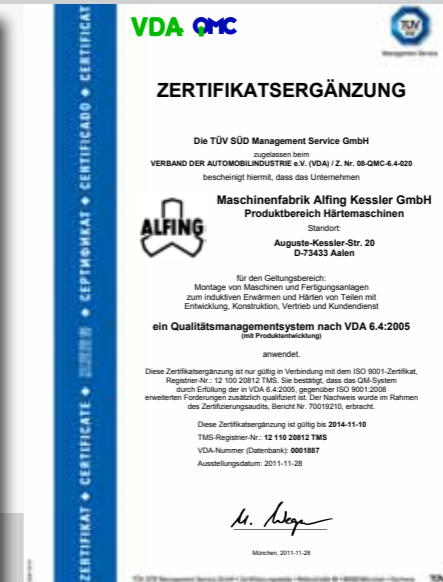 VDA QMC
TÜV
Management Service
ZERTIFIKATSERGÄNZUNG
Die TÜV SÜD Management Service GmbH
zugelassen beim
VERBAND DER AUTOMOBILINDUSTRIE e.V. (VDA) / Z. Nr. 08-QMC-6.4-020
bescheinigt hiermit, dass das Unternehmen
ALFING
Maschinenfabrik Alfing Kessler GmbH
Produktbereich Härtemaschinen
Standort:
Auguste-Kessler-Str. 20
D-73433 Aalen
für den Geltungsbereich:
Montage von Maschinen und Fertigungsanlagen
zum induktiven Erwärmen und Härten von Teilen mit
Entwicklung, Konstruktion, Vertrieb und Kundendienst
ein Qualitätsmanagementsystem nach VDA 6.4:2005
(mit Produktentwicklung)
anwendet.
Diese Zertifikatsergänzung ist nur gültig in Verbindung mit dem ISO 9001-Zertifikat,
Registrier-Nr.: 12 100 20812 TMS. Sie bestätigt, dass das QM-System
durch Erfüllung der in VDA 6.4:2005, gegenüber ISO 9001:2008
erweiterten Forderungen zusätzlich qualifiziert ist. Der Nachweis wurde im Rahmen
des Zertifizierungsaudits, Bericht Nr. 70019210, erbracht.
Diese Zertifikatsergänzung ist gültig bis 2014-11-10
TMS-Registrier-Nr.: 12 110 20812 TMS
VDA-Nummer (Datenbank): 0001887
Ausstellungsdatum: 2011-11-28
München, 2011-11-28
ZERTIFIKAT ◆ CERTIFICATE ◆
◆ СЕРТИФИКАТ ◆ CERTIFICADO ◆ CERTIFICAT